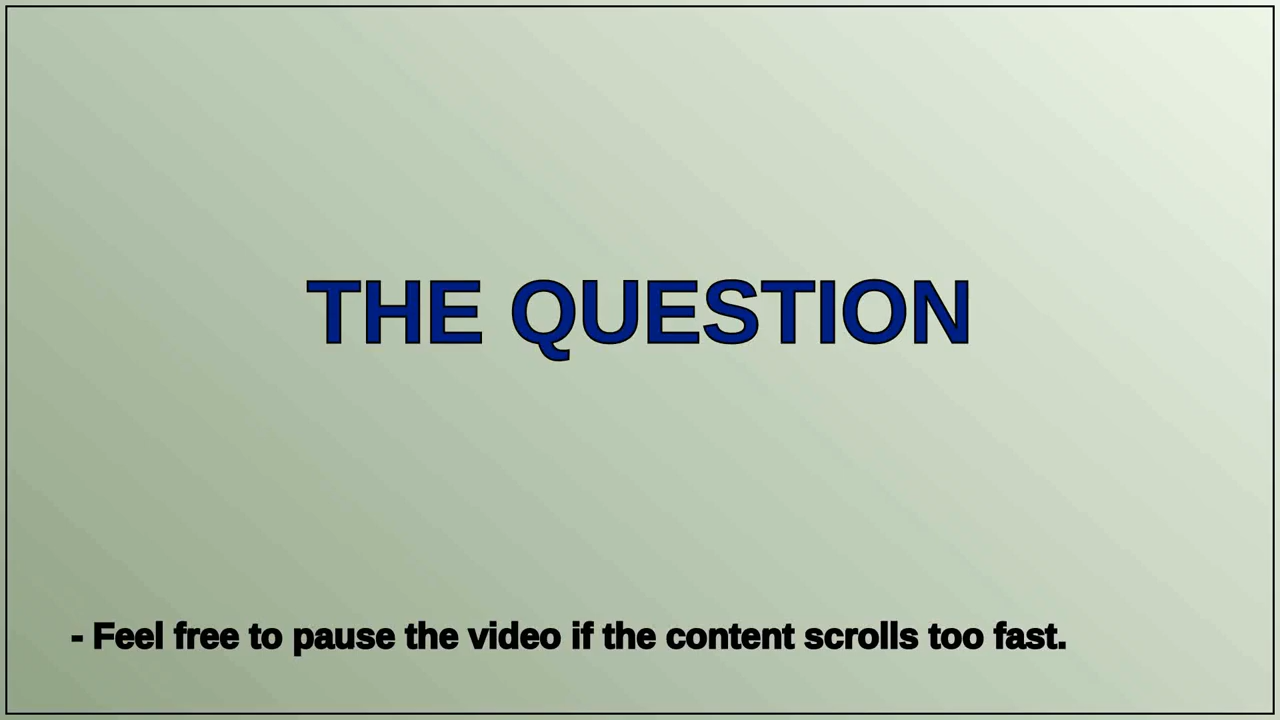 THE QUESTION
- Feel free to pause the video if the content scrolls too fast.